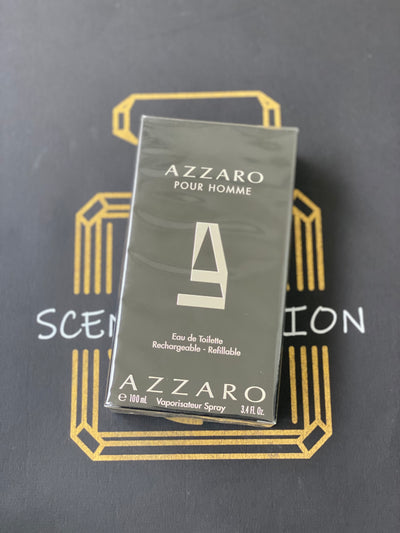 AZZARO
POUR HOMME
SCEN ION
Eau de Toilette
Rechargeable - Refillable
AZZARO
℮ 100 mL Vaporisateur Spray 3.4 Fl. Oz.